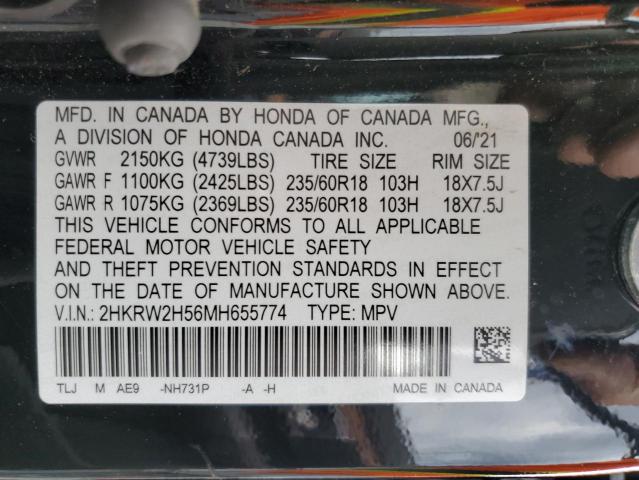 MFD. IN CANADA BY HONDA OF CANADA MFG.,
A DIVISION OF HONDA CANADA INC. 06/21
GVWR 2150KG (4739LBS) TIRE SIZE RIM SIZE
GAWR F 1100KG (2425LBS) 235/60R18 103H 18X7.5J
GAWR R 1075KG (2369LBS) 235/60R18 103H 18X7.5J
THIS VEHICLE CONFORMS TO ALL APPLICABLE
FEDERAL MOTOR VEHICLE SAFETY
AND THEFT PREVENTION STANDARDS IN EFFECT
ON THE DATE OF MANUFACTURE SHOWN ABOVE.
V.I.N.: 2HKRW2H56MH655774 TYPE: MPV
TLJ M AE9 -NH731P -A -H MADE IN CANADA